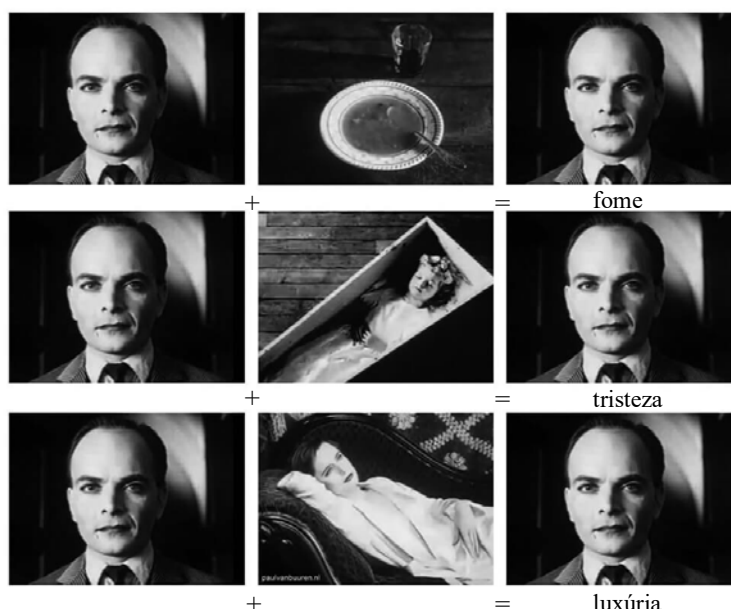 + = fome
+ = tristeza
paulvanbuuren.nl
+ = luxúria